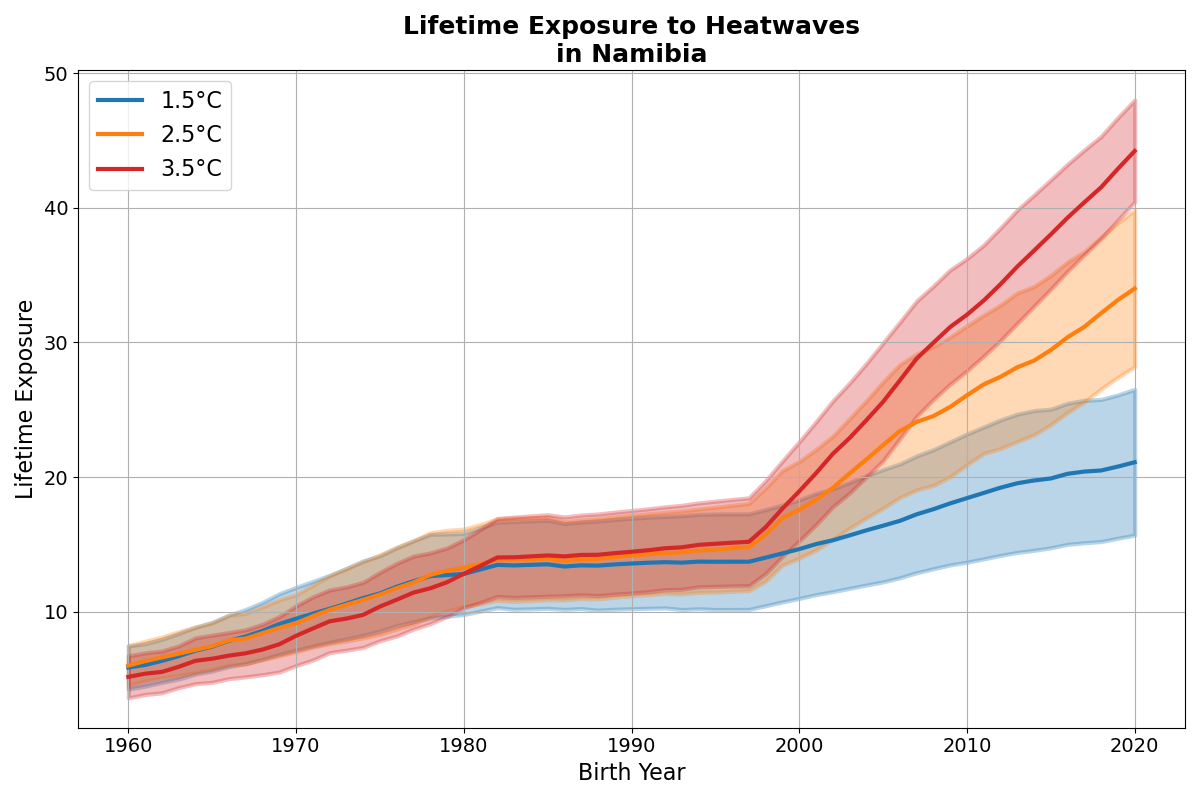 Lifetime Exposure to Heatwaves
in Namibia
1.5°C
2.5°C
3.5°C
Lifetime Exposure
50
40
30
20
10
1960
1970
1980
1990
2000
2010
2020
Birth Year